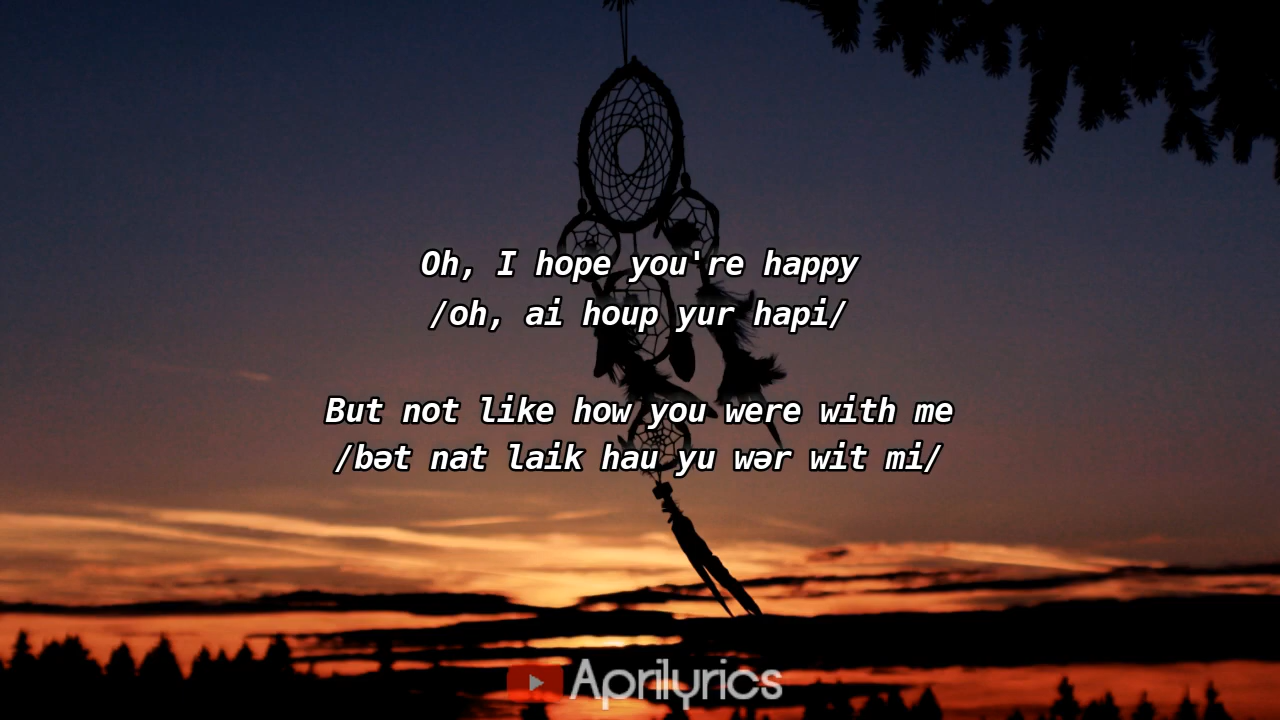 Oh, I hope you're happy
/oh, ai houp yur hapi/
But not like how you were with me
/bət nat laik hau yu wər wit mi/
Aprilyrics